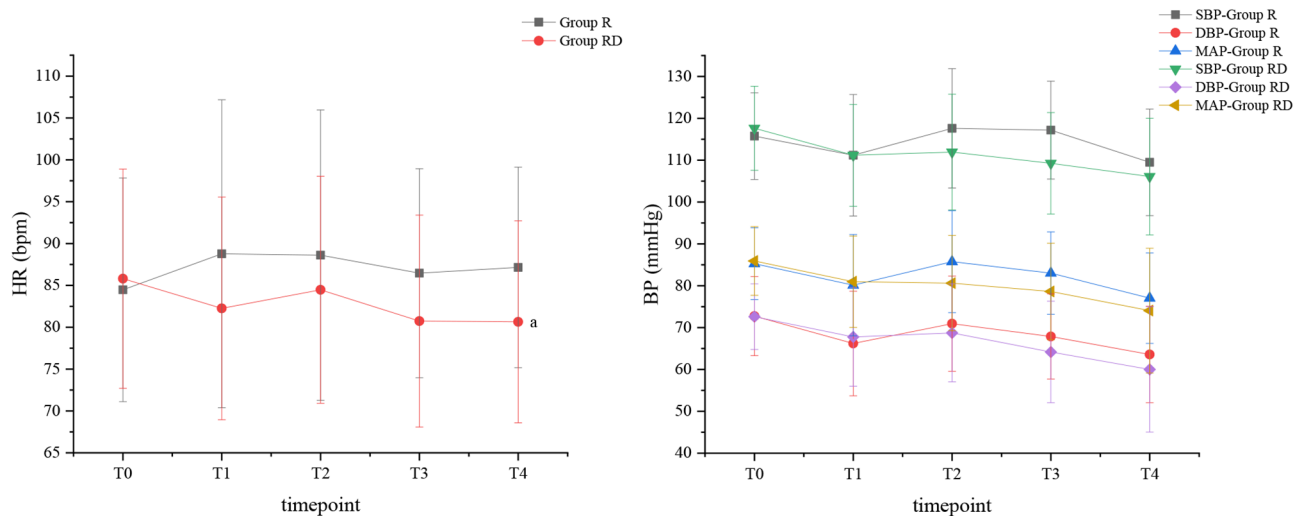 Group R
Group RD
110
105
100
95
90
85
80
75
70
65
HR (bpm)
a
T0 T1 T2 T3 T4
timepoint
SBP-Group R
DBP-Group R
MAP-Group R
SBP-Group RD
DBP-Group RD
MAP-Group RD
130
120
110
100
90
80
70
60
50
40
BP (mmHg)
T0 T1 T2 T3 T4
timepoint